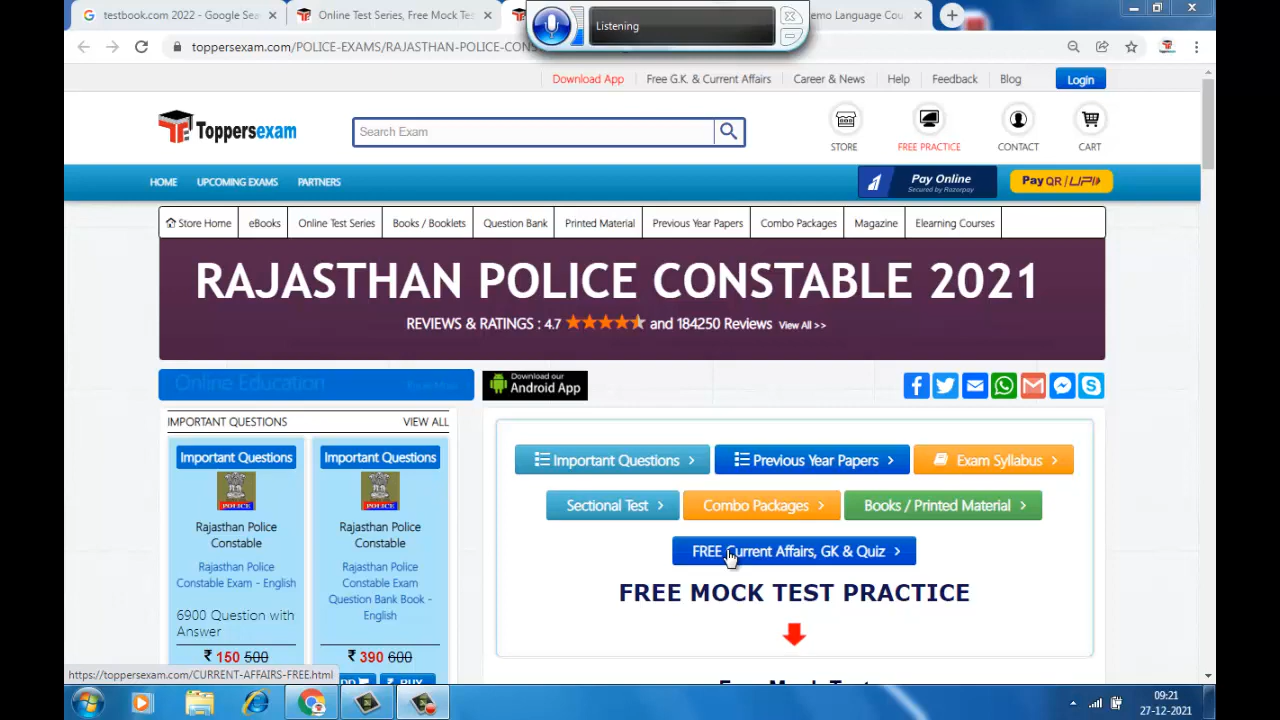 testbook.com 2022 - Google Sea
Online Test Series, Free Mock Tes
emo Language Cou
Listening
toppersexam.com/POLICE-EXAMS/RAJASTHAN-POLICE-CONS
Download App
Free G.K. & Current Affairs
Career & News
Help
Feedback
Blog
Login
Toppersexam
Search Exam
STORE
FREE PRACTICE
CONTACT
CART
HOME
UPCOMING EXAMS
PARTNERS
Pay Online
Secured by Razorpay
Pay QR / UPI
Store Home
eBooks
Online Test Series
Books / Booklets
Question Bank
Printed Material
Previous Year Papers
Combo Packages
Magazine
Elearning Courses
RAJASTHAN POLICE CONSTABLE 2021
REVIEWS & RATINGS : 4.7 and 184250 Reviews View All >>
Online Education
Download our
Android App
IMPORTANT QUESTIONS
VIEW ALL
Important Questions
POLICE
Rajasthan Police
Constable
Rajasthan Police
Constable Exam - English
6900 Question with
Answer
₹ 150 500
Important Questions
POLICE
Rajasthan Police
Constable
Rajasthan Police
Constable Exam
Question Bank Book -
English
₹ 390 600
Important Questions >
Previous Year Papers >
Exam Syllabus >
Sectional Test >
Combo Packages >
Books / Printed Material >
FREE Current Affairs, GK & Quiz >
FREE MOCK TEST PRACTICE
https://toppersexam.com/CURRENT-AFFAIRS-FREE.html
09:21
27-12-2021